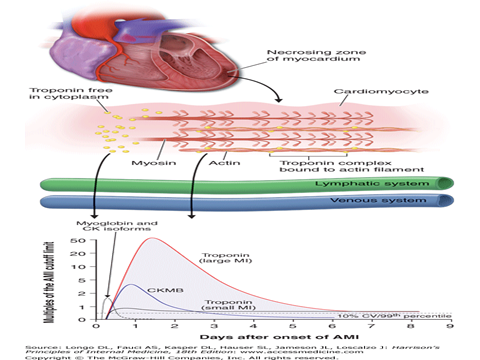 Necrosing zone
of myocardium
Troponin free
in cytoplasm
Cardiomyocyte
Myosin
Actin
Troponin complex
bound to actin filament
Lymphatic system
Venous system
Myoglobin and
CK isoforms
Multiples of the AMI cutoff limit
50
20
10
5
2
1
0
Troponin
(large MI)
CKMB
Troponin
(small MI)
10% CV/99th percentile
0 1 2 3 4 5 6 7 8 9
Days after onset of AMI
Source: Longo DL, Fauci AS, Kasper DL, Hauser SL, Jameson JL, Loscalzo J: Harrison's
Principles of Internal Medicine, 18th Edition: www.accessmedicine.com
Copyright © The McGraw-Hill Companies, Inc. All rights reserved.